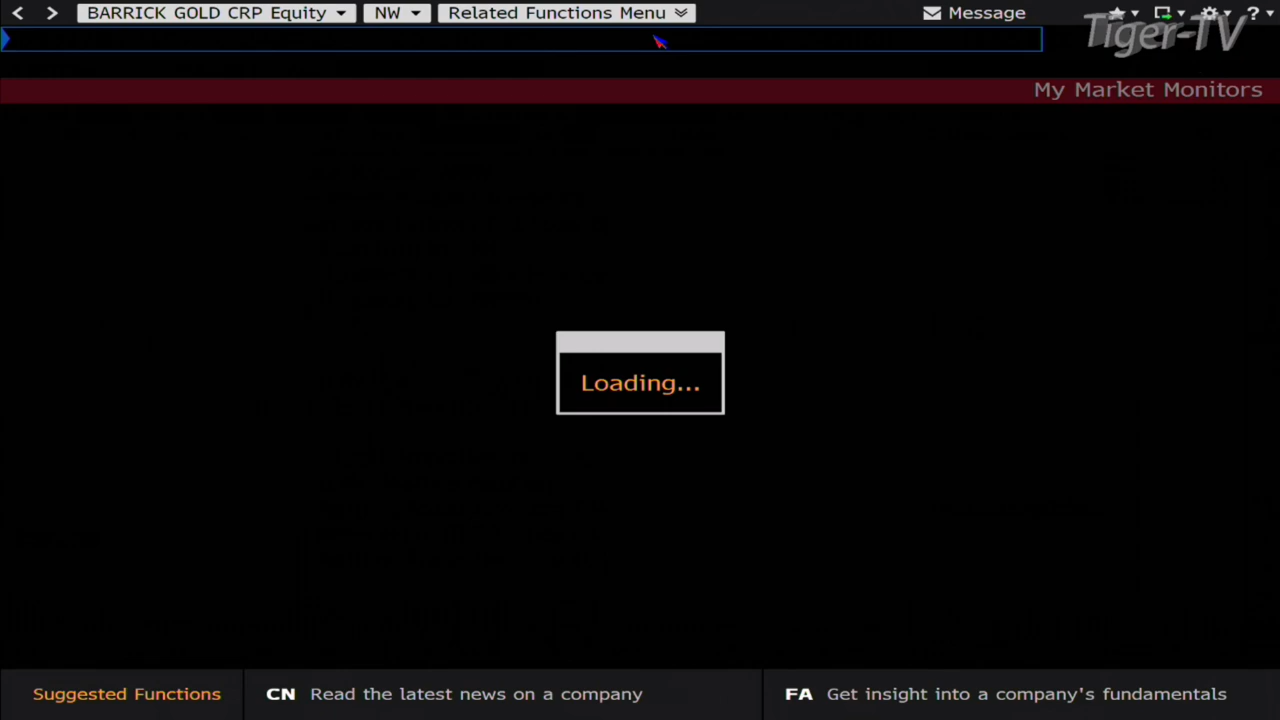 < > BARRICK GOLD CRP Equity NW Related Functions Menu Message ?
Tiger-TV
My Market Monitors
Loading...
Suggested Functions CN Read the latest news on a company FA Get insight into a company's fundamentals